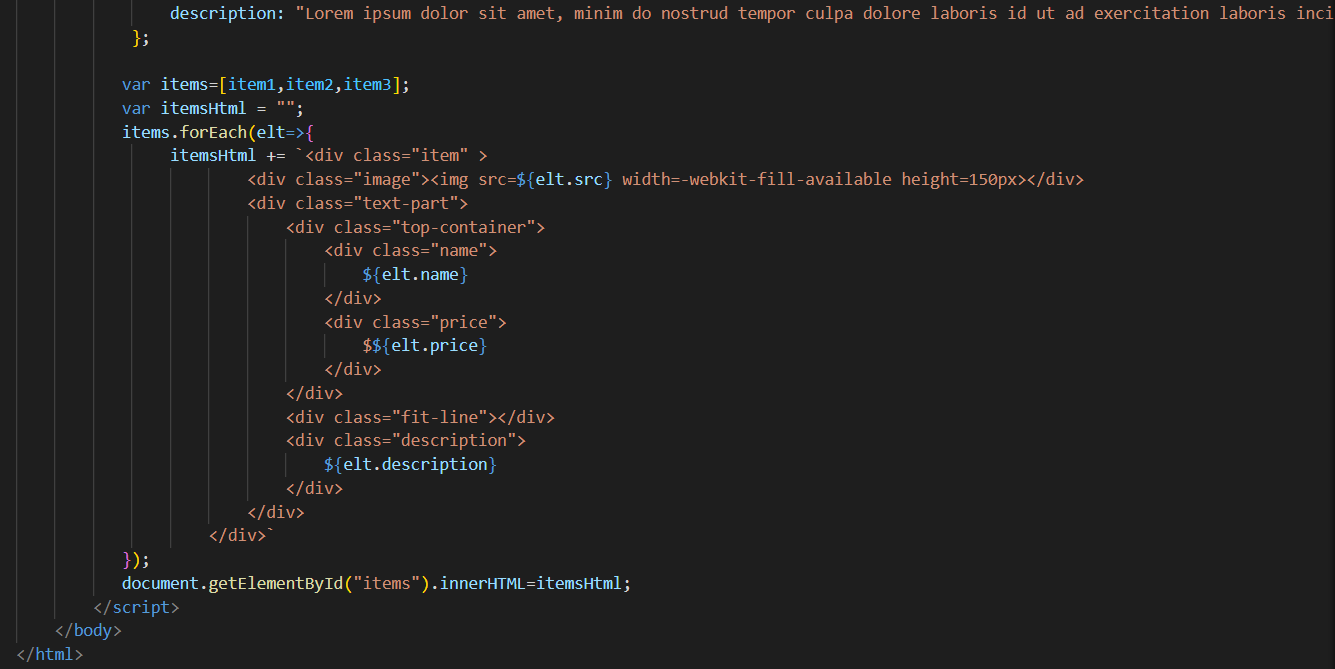 description: "Lorem ipsum dolor sit amet, minim do nostrud tempor culpa dolore laboris id ut ad exercitation laboris inci
};
var items=[item1,item2,item3];
var itemsHtml = "";
items.forEach(elt=>{
itemsHtml += `<div class="item" >
<div class="image"><img src=${elt.src} width=-webkit-fill-available height=150px></div>
<div class="text-part">
<div class="top-container">
<div class="name">
${elt.name}
</div>
<div class="price">
$${elt.price}
</div>
</div>
<div class="fit-line"></div>
<div class="description">
${elt.description}
</div>
</div>
</div>`
});
document.getElementById("items").innerHTML=itemsHtml;
</script>
</body>
</html>